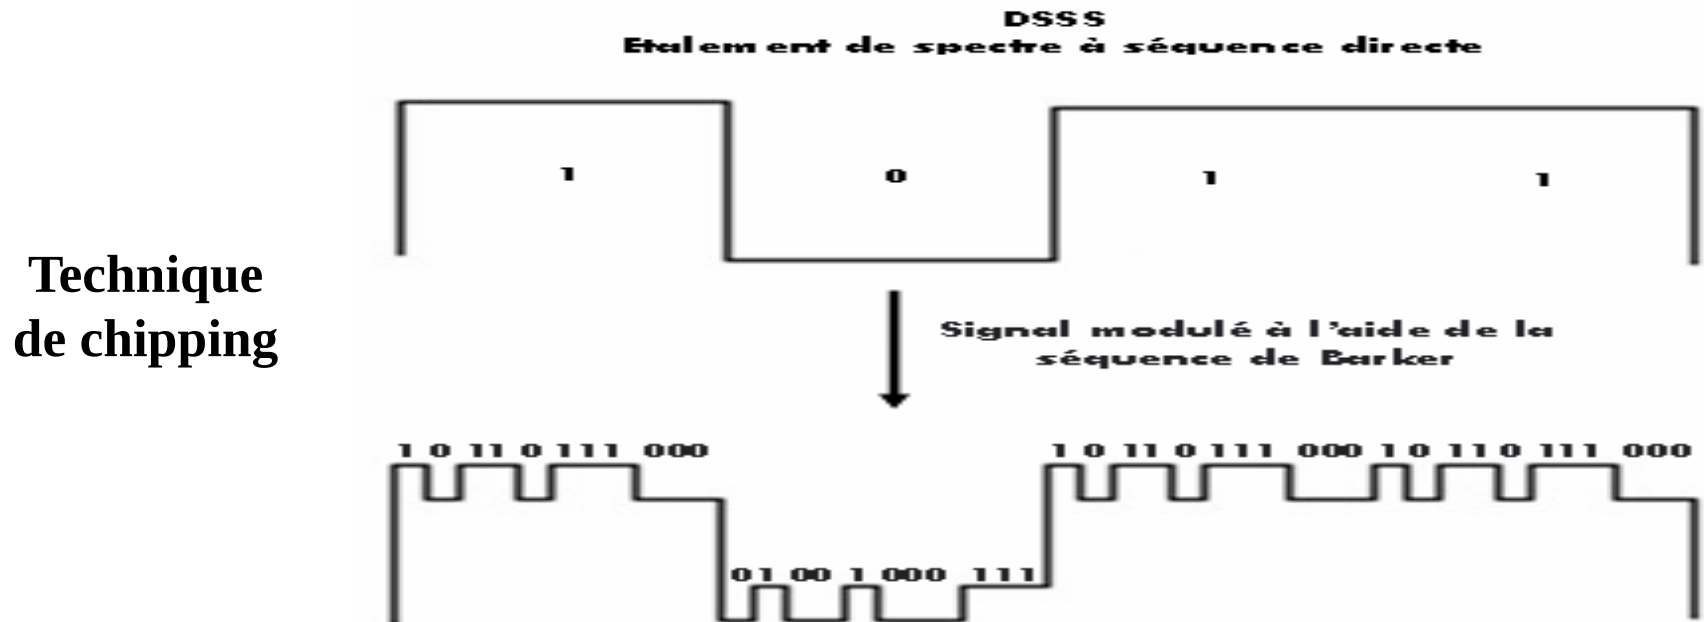 DSSS
Etalement de spectre à séquence directe
1 0 1 1
Technique
de chipping
Signal modulé à l'aide de la
séquence de Barker
1 0 11 0 111 000 1 0 11 0 111 000 1 0 11 0 111 000
01 00 1 000 111